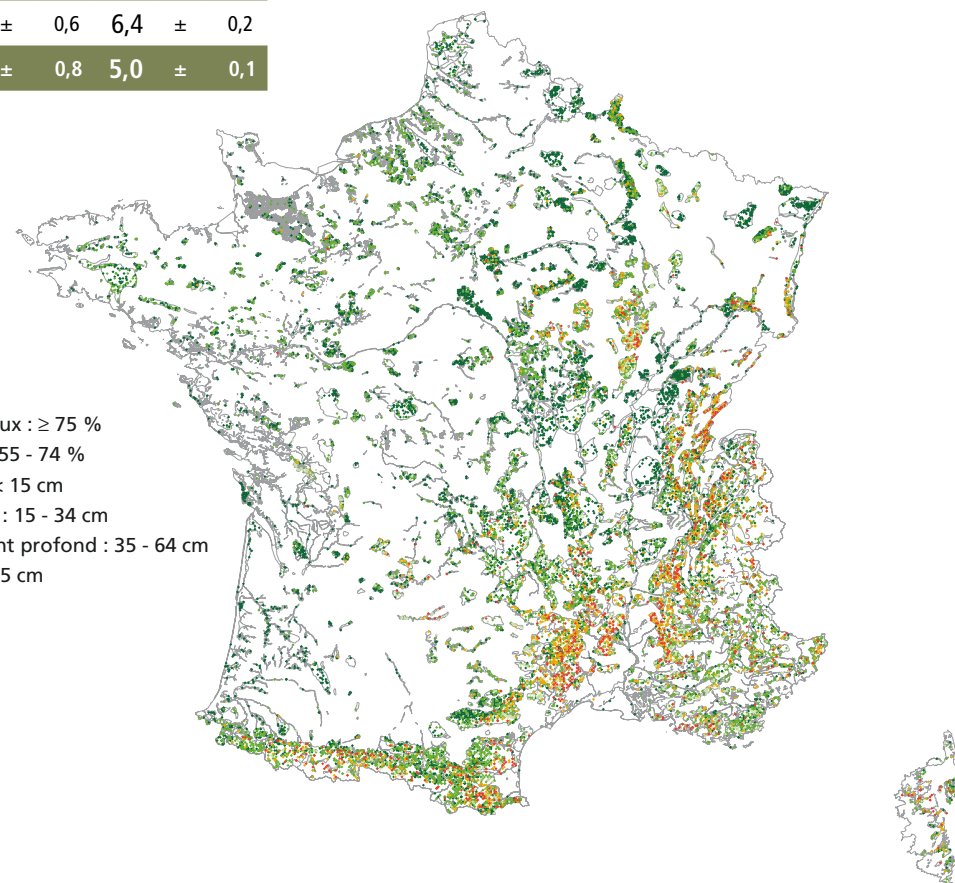 ± 0,6 6,4 ± 0,2
± 0,8 5,0 ± 0,1
ux : ≥ 75 %
55 - 74 %
< 15 cm
: 15 - 34 cm
nt profond : 35 - 64 cm
5 cm